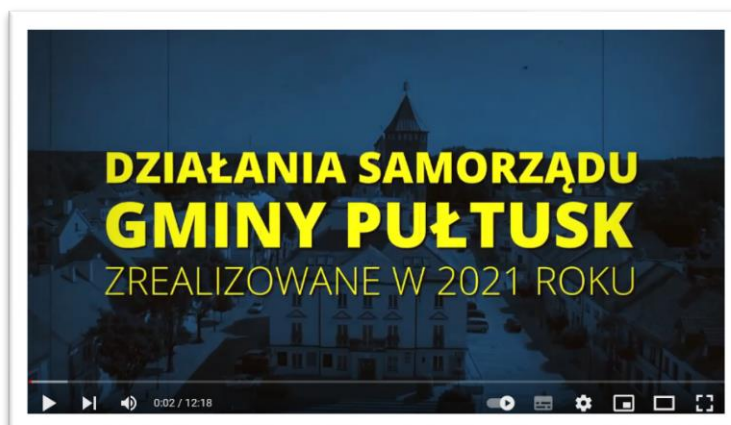 DZIAŁANIA SAMORZĄDU
GMINY PUŁTUSK
ZREALIZOWANE W 2021 ROKU
0:02 / 12:18